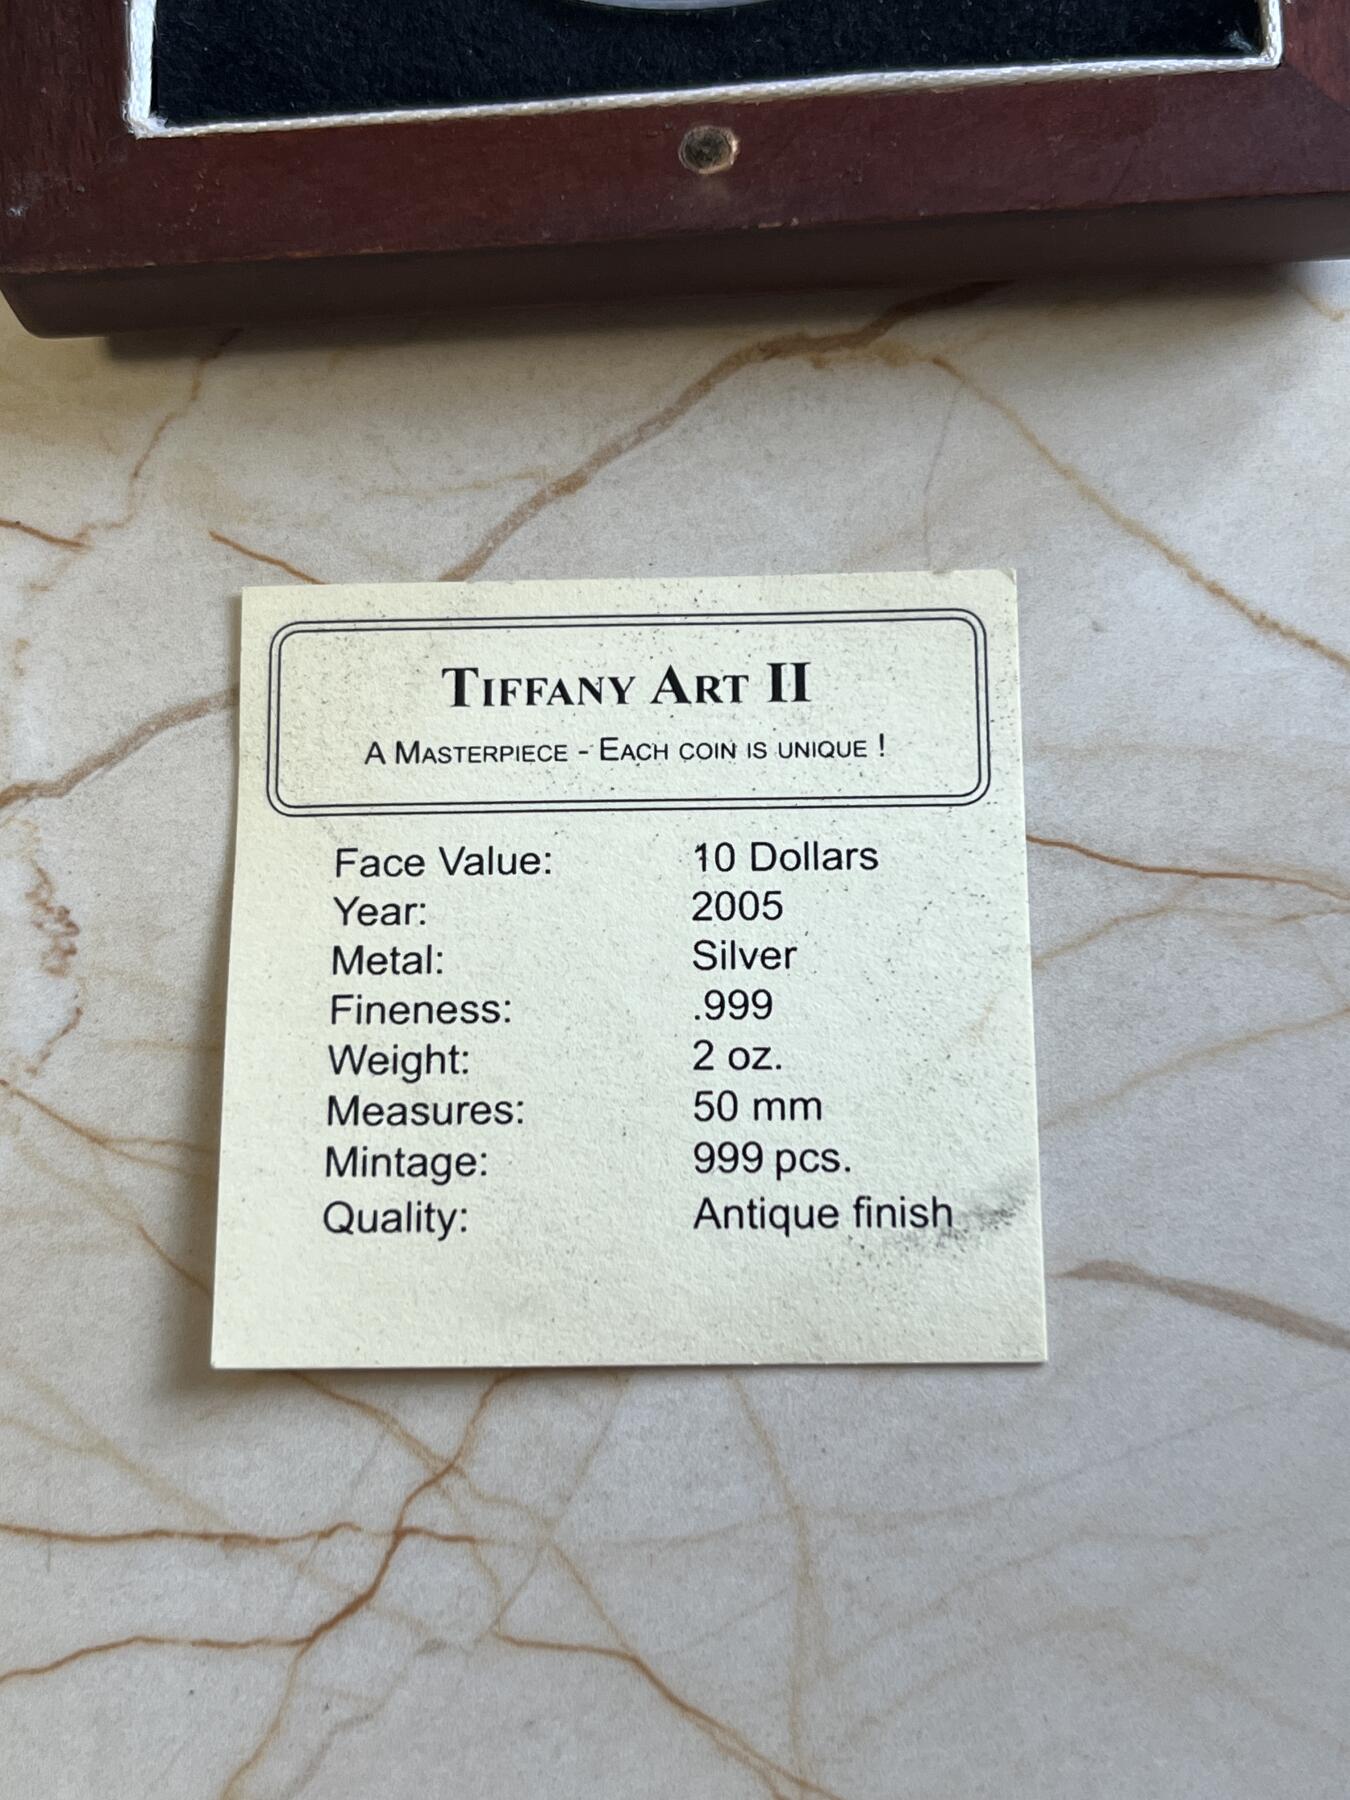 Tiffany Art II
A Masterpiece - Each coin is unique !
Face Value: 10 Dollars
Year: 2005
Metal: Silver
Fineness: .999
Weight: 2 oz.
Measures: 50 mm
Mintage: 999 pcs.
Quality: Antique finish